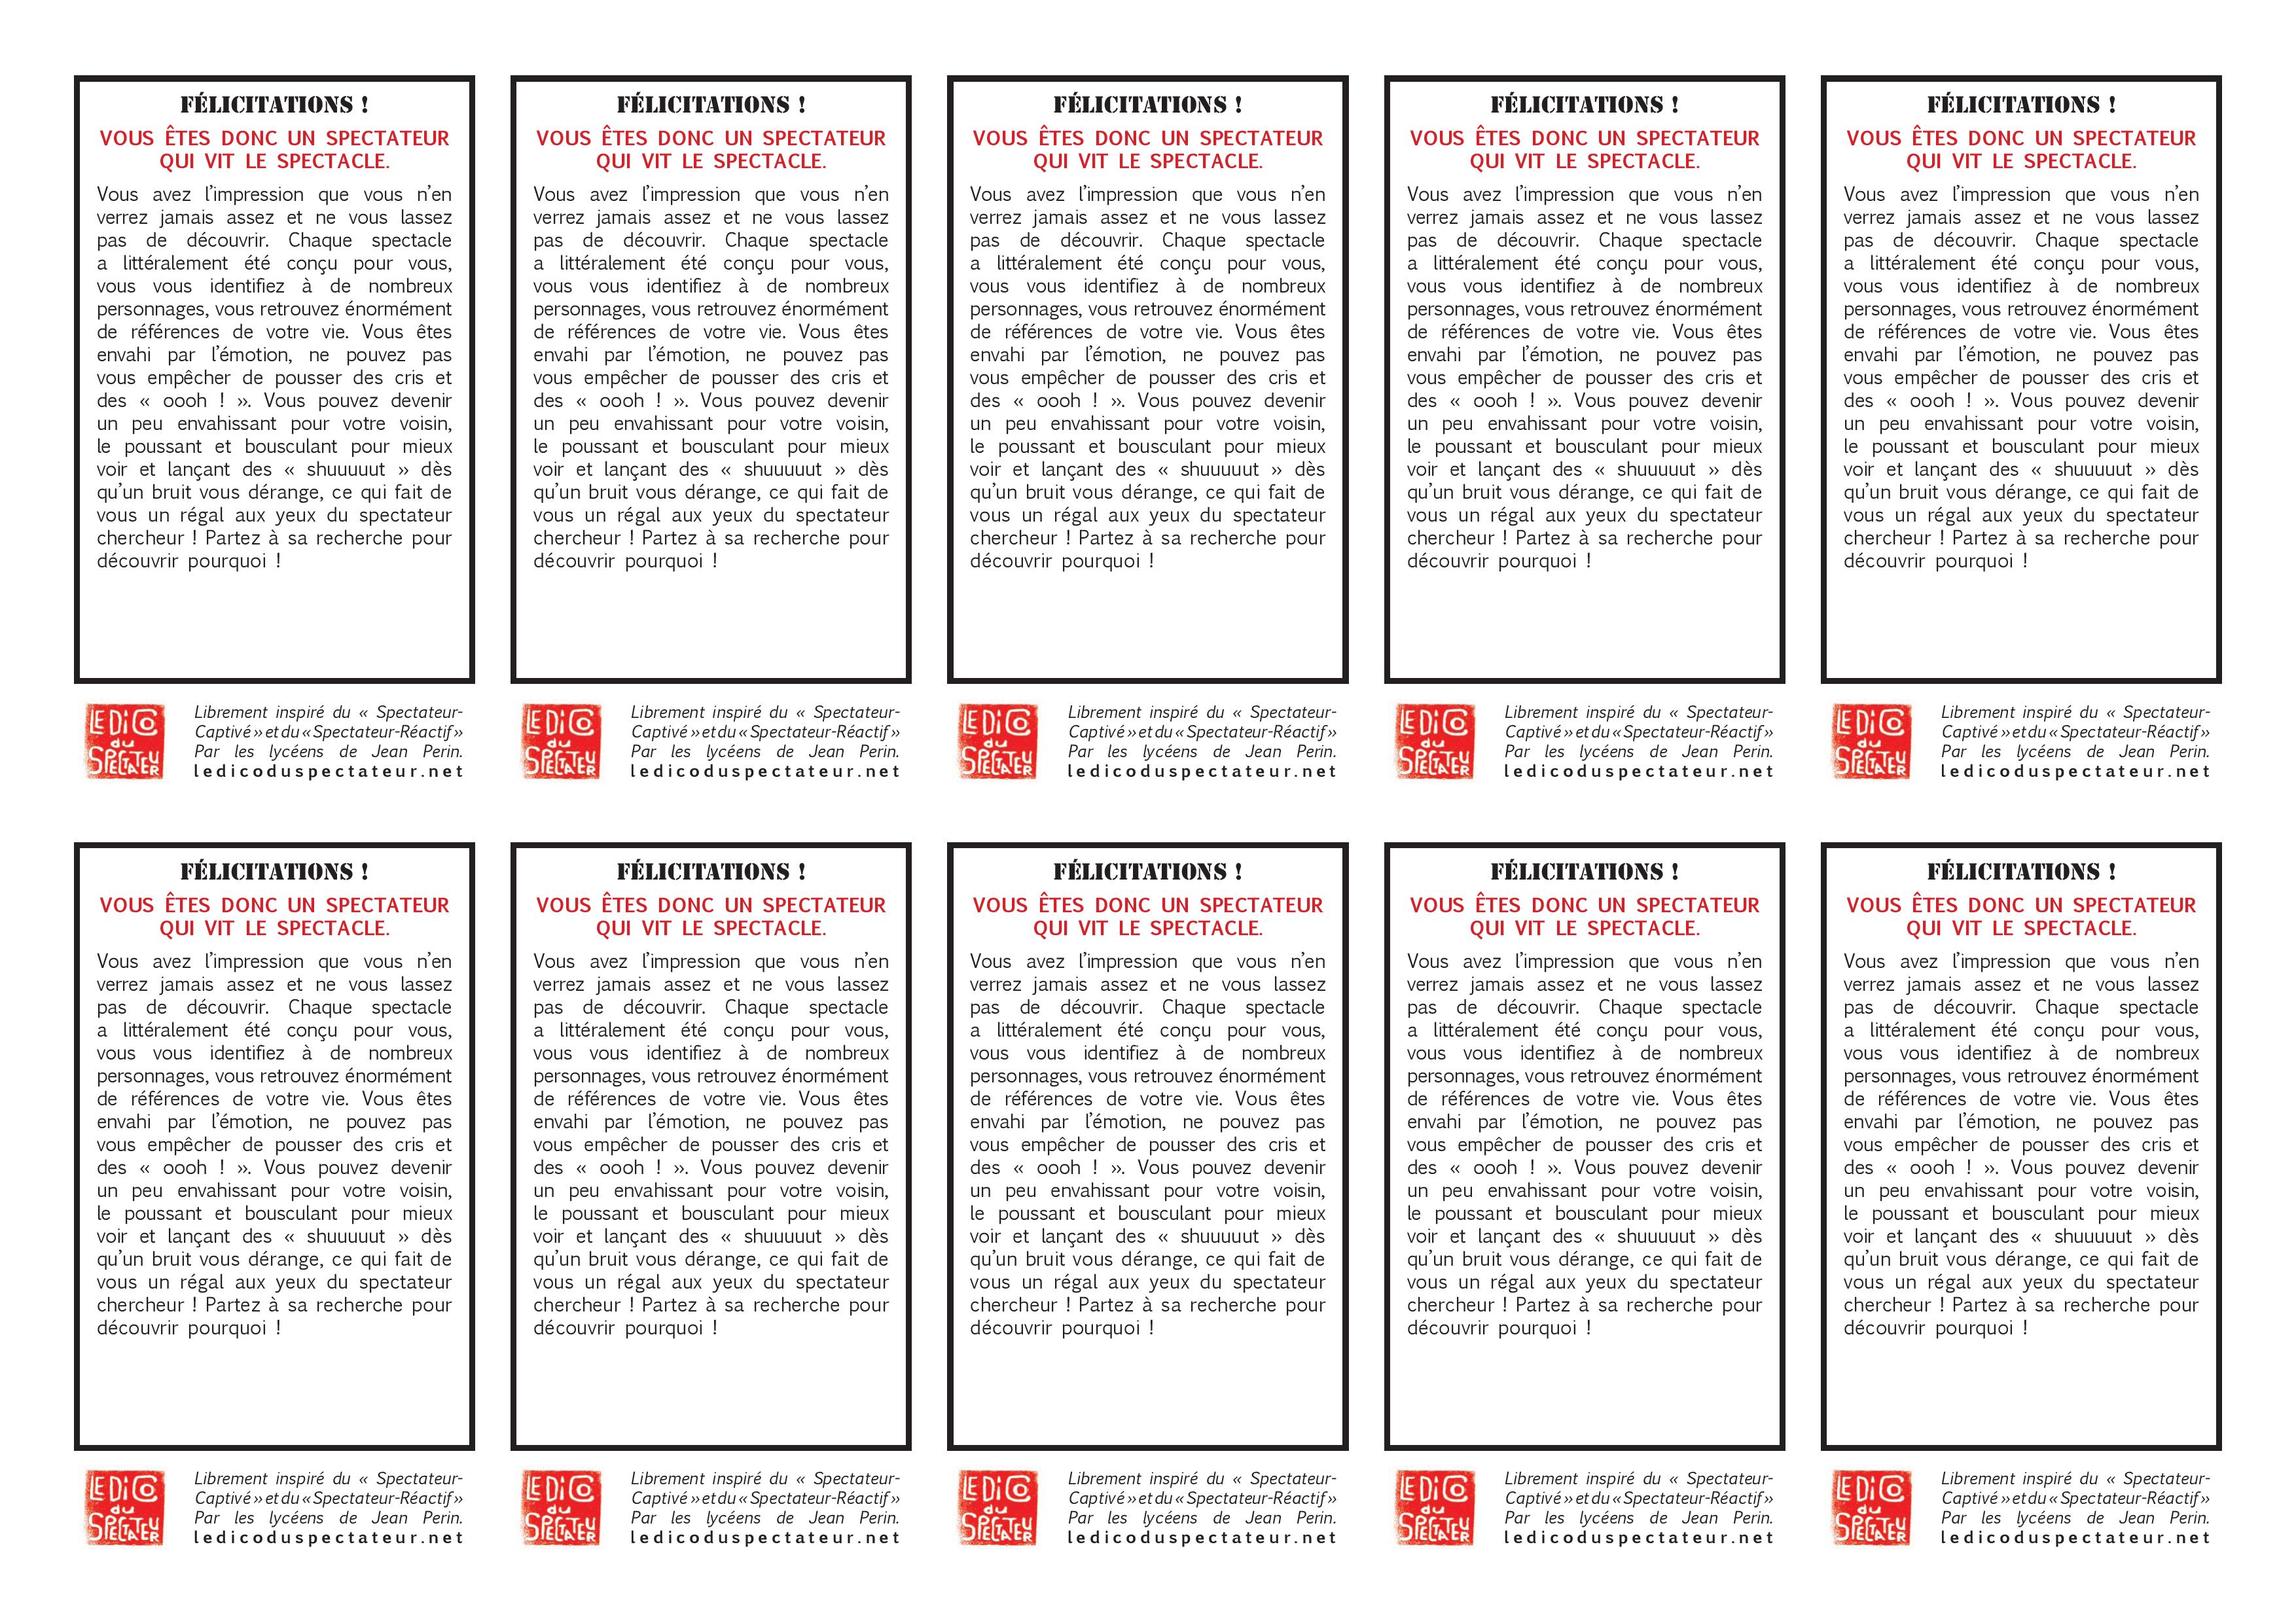 FÉLICITATIONS !
VOUS ÊTES DONC UN SPECTATEUR
QUI VIT LE SPECTACLE.
Vous avez l’impression que vous n’en
verrez jamais assez et ne vous lassez
pas de découvrir. Chaque spectacle
a littéralement été conçu pour vous,
vous vous identifiez à de nombreux
personnages, vous retrouvez énormément
de références de votre vie. Vous êtes
envahi par l’émotion, ne pouvez pas
vous empêcher de pousser des cris et
des « oooh ! ». Vous pouvez devenir
un peu envahissant pour votre voisin,
le poussant et bousculant pour mieux
voir et lançant des « shuuuuut » dès
qu’un bruit vous dérange, ce qui fait de
vous un régal aux yeux du spectateur
chercheur ! Partez à sa recherche pour
découvrir pourquoi !
LE DiCO
du
SPECTATEUR
Librement inspiré du « Spectateur-
Captivé » et du « Spectateur-Réactif »
Par les lycéens de Jean Perin.
ledicoduspectateur.net
FÉLICITATIONS !
VOUS ÊTES DONC UN SPECTATEUR
QUI VIT LE SPECTACLE.
Vous avez l’impression que vous n’en
verrez jamais assez et ne vous lassez
pas de découvrir. Chaque spectacle
a littéralement été conçu pour vous,
vous vous identifiez à de nombreux
personnages, vous retrouvez énormément
de références de votre vie. Vous êtes
envahi par l’émotion, ne pouvez pas
vous empêcher de pousser des cris et
des « oooh ! ». Vous pouvez devenir
un peu envahissant pour votre voisin,
le poussant et bousculant pour mieux
voir et lançant des « shuuuuut » dès
qu’un bruit vous dérange, ce qui fait de
vous un régal aux yeux du spectateur
chercheur ! Partez à sa recherche pour
découvrir pourquoi !
LE DiCO
du
SPECTATEUR
Librement inspiré du « Spectateur-
Captivé » et du « Spectateur-Réactif »
Par les lycéens de Jean Perin.
ledicoduspectateur.net
FÉLICITATIONS !
VOUS ÊTES DONC UN SPECTATEUR
QUI VIT LE SPECTACLE.
Vous avez l’impression que vous n’en
verrez jamais assez et ne vous lassez
pas de découvrir. Chaque spectacle
a littéralement été conçu pour vous,
vous vous identifiez à de nombreux
personnages, vous retrouvez énormément
de références de votre vie. Vous êtes
envahi par l’émotion, ne pouvez pas
vous empêcher de pousser des cris et
des « oooh ! ». Vous pouvez devenir
un peu envahissant pour votre voisin,
le poussant et bousculant pour mieux
voir et lançant des « shuuuuut » dès
qu’un bruit vous dérange, ce qui fait de
vous un régal aux yeux du spectateur
chercheur ! Partez à sa recherche pour
découvrir pourquoi !
LE DiCO
du
SPECTATEUR
Librement inspiré du « Spectateur-
Captivé » et du « Spectateur-Réactif »
Par les lycéens de Jean Perin.
ledicoduspectateur.net
FÉLICITATIONS !
VOUS ÊTES DONC UN SPECTATEUR
QUI VIT LE SPECTACLE.
Vous avez l’impression que vous n’en
verrez jamais assez et ne vous lassez
pas de découvrir. Chaque spectacle
a littéralement été conçu pour vous,
vous vous identifiez à de nombreux
personnages, vous retrouvez énormément
de références de votre vie. Vous êtes
envahi par l’émotion, ne pouvez pas
vous empêcher de pousser des cris et
des « oooh ! ». Vous pouvez devenir
un peu envahissant pour votre voisin,
le poussant et bousculant pour mieux
voir et lançant des « shuuuuut » dès
qu’un bruit vous dérange, ce qui fait de
vous un régal aux yeux du spectateur
chercheur ! Partez à sa recherche pour
découvrir pourquoi !
LE DiCO
du
SPECTATEUR
Librement inspiré du « Spectateur-
Captivé » et du « Spectateur-Réactif »
Par les lycéens de Jean Perin.
ledicoduspectateur.net
FÉLICITATIONS !
VOUS ÊTES DONC UN SPECTATEUR
QUI VIT LE SPECTACLE.
Vous avez l’impression que vous n’en
verrez jamais assez et ne vous lassez
pas de découvrir. Chaque spectacle
a littéralement été conçu pour vous,
vous vous identifiez à de nombreux
personnages, vous retrouvez énormément
de références de votre vie. Vous êtes
envahi par l’émotion, ne pouvez pas
vous empêcher de pousser des cris et
des « oooh ! ». Vous pouvez devenir
un peu envahissant pour votre voisin,
le poussant et bousculant pour mieux
voir et lançant des « shuuuuut » dès
qu’un bruit vous dérange, ce qui fait de
vous un régal aux yeux du spectateur
chercheur ! Partez à sa recherche pour
découvrir pourquoi !
LE DiCO
du
SPECTATEUR
Librement inspiré du « Spectateur-
Captivé » et du « Spectateur-Réactif »
Par les lycéens de Jean Perin.
ledicoduspectateur.net
FÉLICITATIONS !
VOUS ÊTES DONC UN SPECTATEUR
QUI VIT LE SPECTACLE.
Vous avez l’impression que vous n’en
verrez jamais assez et ne vous lassez
pas de découvrir. Chaque spectacle
a littéralement été conçu pour vous,
vous vous identifiez à de nombreux
personnages, vous retrouvez énormément
de références de votre vie. Vous êtes
envahi par l’émotion, ne pouvez pas
vous empêcher de pousser des cris et
des « oooh ! ». Vous pouvez devenir
un peu envahissant pour votre voisin,
le poussant et bousculant pour mieux
voir et lançant des « shuuuuut » dès
qu’un bruit vous dérange, ce qui fait de
vous un régal aux yeux du spectateur
chercheur ! Partez à sa recherche pour
découvrir pourquoi !
LE DiCO
du
SPECTATEUR
Librement inspiré du « Spectateur-
Captivé » et du « Spectateur-Réactif »
Par les lycéens de Jean Perin.
ledicoduspectateur.net
FÉLICITATIONS !
VOUS ÊTES DONC UN SPECTATEUR
QUI VIT LE SPECTACLE.
Vous avez l’impression que vous n’en
verrez jamais assez et ne vous lassez
pas de découvrir. Chaque spectacle
a littéralement été conçu pour vous,
vous vous identifiez à de nombreux
personnages, vous retrouvez énormément
de références de votre vie. Vous êtes
envahi par l’émotion, ne pouvez pas
vous empêcher de pousser des cris et
des « oooh ! ». Vous pouvez devenir
un peu envahissant pour votre voisin,
le poussant et bousculant pour mieux
voir et lançant des « shuuuuut » dès
qu’un bruit vous dérange, ce qui fait de
vous un régal aux yeux du spectateur
chercheur ! Partez à sa recherche pour
découvrir pourquoi !
LE DiCO
du
SPECTATEUR
Librement inspiré du « Spectateur-
Captivé » et du « Spectateur-Réactif »
Par les lycéens de Jean Perin.
ledicoduspectateur.net
FÉLICITATIONS !
VOUS ÊTES DONC UN SPECTATEUR
QUI VIT LE SPECTACLE.
Vous avez l’impression que vous n’en
verrez jamais assez et ne vous lassez
pas de découvrir. Chaque spectacle
a littéralement été conçu pour vous,
vous vous identifiez à de nombreux
personnages, vous retrouvez énormément
de références de votre vie. Vous êtes
envahi par l’émotion, ne pouvez pas
vous empêcher de pousser des cris et
des « oooh ! ». Vous pouvez devenir
un peu envahissant pour votre voisin,
le poussant et bousculant pour mieux
voir et lançant des « shuuuuut » dès
qu’un bruit vous dérange, ce qui fait de
vous un régal aux yeux du spectateur
chercheur ! Partez à sa recherche pour
découvrir pourquoi !
LE DiCO
du
SPECTATEUR
Librement inspiré du « Spectateur-
Captivé » et du « Spectateur-Réactif »
Par les lycéens de Jean Perin.
ledicoduspectateur.net
FÉLICITATIONS !
VOUS ÊTES DONC UN SPECTATEUR
QUI VIT LE SPECTACLE.
Vous avez l’impression que vous n’en
verrez jamais assez et ne vous lassez
pas de découvrir. Chaque spectacle
a littéralement été conçu pour vous,
vous vous identifiez à de nombreux
personnages, vous retrouvez énormément
de références de votre vie. Vous êtes
envahi par l’émotion, ne pouvez pas
vous empêcher de pousser des cris et
des « oooh ! ». Vous pouvez devenir
un peu envahissant pour votre voisin,
le poussant et bousculant pour mieux
voir et lançant des « shuuuuut » dès
qu’un bruit vous dérange, ce qui fait de
vous un régal aux yeux du spectateur
chercheur ! Partez à sa recherche pour
découvrir pourquoi !
LE DiCO
du
SPECTATEUR
Librement inspiré du « Spectateur-
Captivé » et du « Spectateur-Réactif »
Par les lycéens de Jean Perin.
ledicoduspectateur.net
FÉLICITATIONS !
VOUS ÊTES DONC UN SPECTATEUR
QUI VIT LE SPECTACLE.
Vous avez l’impression que vous n’en
verrez jamais assez et ne vous lassez
pas de découvrir. Chaque spectacle
a littéralement été conçu pour vous,
vous vous identifiez à de nombreux
personnages, vous retrouvez énormément
de références de votre vie. Vous êtes
envahi par l’émotion, ne pouvez pas
vous empêcher de pousser des cris et
des « oooh ! ». Vous pouvez devenir
un peu envahissant pour votre voisin,
le poussant et bousculant pour mieux
voir et lançant des « shuuuuut » dès
qu’un bruit vous dérange, ce qui fait de
vous un régal aux yeux du spectateur
chercheur ! Partez à sa recherche pour
découvrir pourquoi !
LE DiCO
du
SPECTATEUR
Librement inspiré du « Spectateur-
Captivé » et du « Spectateur-Réactif »
Par les lycéens de Jean Perin.
ledicoduspectateur.net